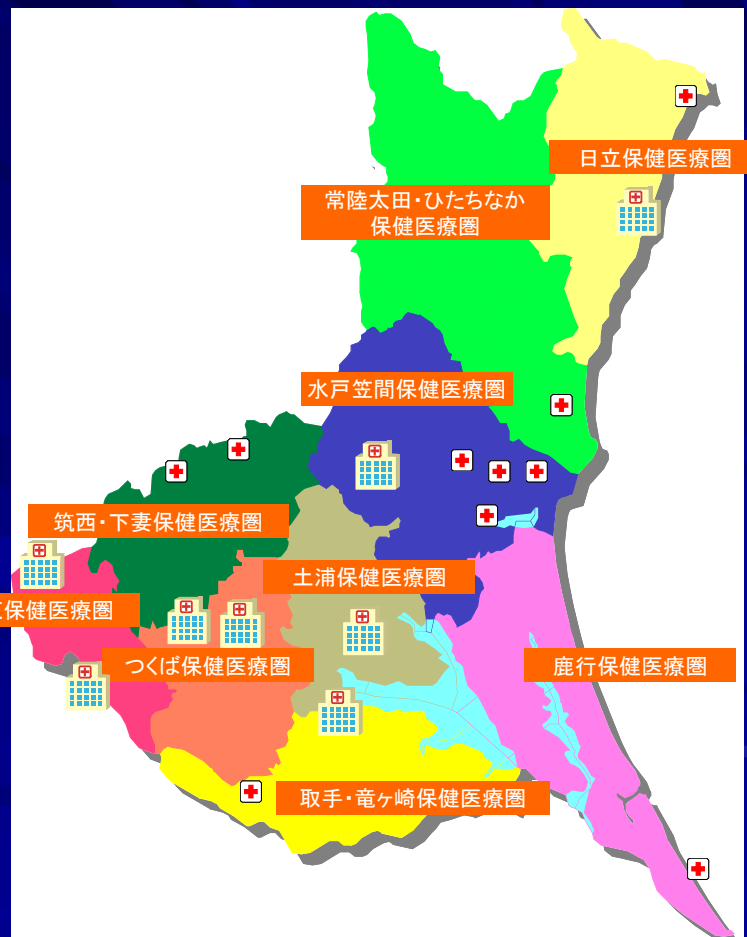 日立保健医療圏
常陸太田・ひたちなか
保健医療圏
水戸笠間保健医療圏
筑西・下妻保健医療圏
土浦保健医療圏
保健医療圏
つくば保健医療圏
鹿行保健医療圏
取手・竜ヶ崎保健医療圏